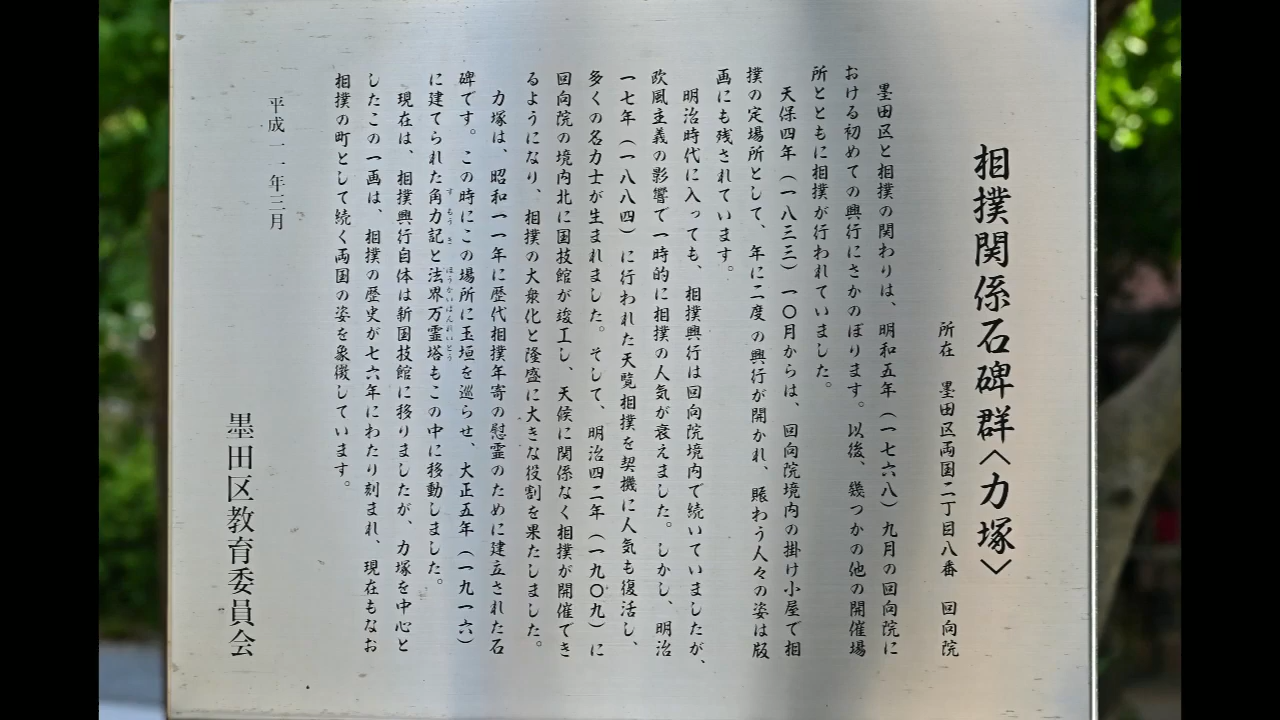 相撲関係石碑群〈力塚〉
所在　墨田区両国二丁目八番　回向院
墨田区と相撲の関わりは、明和五年（一七六八）九月の回向院に
おける初めての興行にさかのぼります。以後、幾つかの他の開催場
所とともに相撲が行われていました。
天保四年（一八三三）一〇月からは、回向院境内の掛け小屋で相
撲の定場所として、年に二度の興行が開かれ、賑わう人々の姿は版
画にも残されています。
明治時代に入っても、相撲興行は回向院境内で続いていましたが、
欧風主義の影響で一時的に相撲の人気が衰えました。しかし、明治
一七年（一八八四）に行われた天覧相撲を契機に人気も復活し、
多くの名力士が生まれました。そして、明治四二年（一九〇九）に
回向院の境内北に国技館が竣工し、天候に関係なく相撲が開催でき
るようになり、相撲の大衆化と隆盛に大きな役割を果たしました。
力塚は、昭和一一年に歴代相撲年寄の慰霊のために建立された石
碑です。この時にこの場所に玉垣を巡らせ、大正五年（一九一六）
に建てられた角力記と法界万霊塔もこの中に移動しました。
すもうき　ほうかいばんれいとう
現在は、相撲興行自体は新国技館に移りましたが、力塚を中心と
したこの一画は、相撲の歴史が七六年にわたり刻まれ、現在もなお
相撲の町として続く両国の姿を象徴しています。
平成一一年三月
墨田区教育委員会